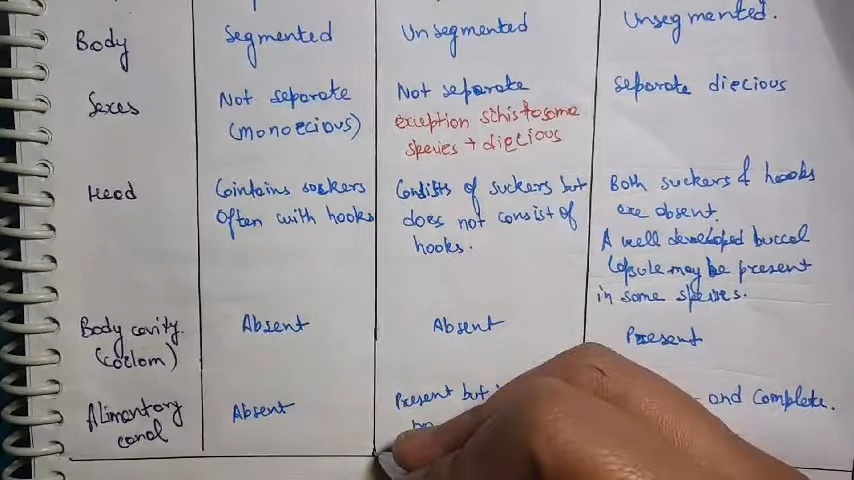 Body
Segmented
Unsegmented
Unsegmented.
Sexes
Not separate
(monoecious)
Not separate
exception schistosome
species → diecious
separate diecious
Head
Cointains suckers
Often with hooks
Consists of suckers but
does not consist of
hooks.
Both suckers & hooks
are absent.
A well developed buccal
Capsule may be present
in some species.
Body cavity.
(coelom)
Absent
Absent
Present
Alimentary
canal
Absent
Present but
and complete.